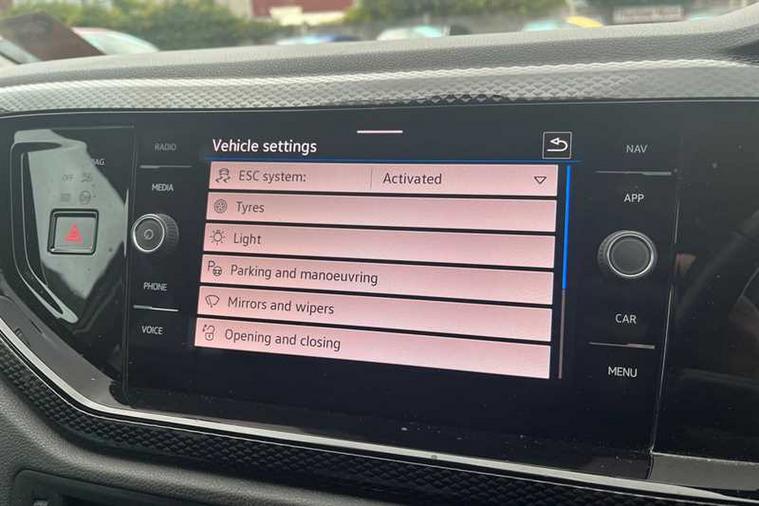 RADIO
MEDIA
PHONE
VOICE
BAG
OFF
Vehicle settings
ESC system: Activated
Tyres
Light
Parking and manoeuvring
Mirrors and wipers
Opening and closing
NAV
APP
CAR
MENU